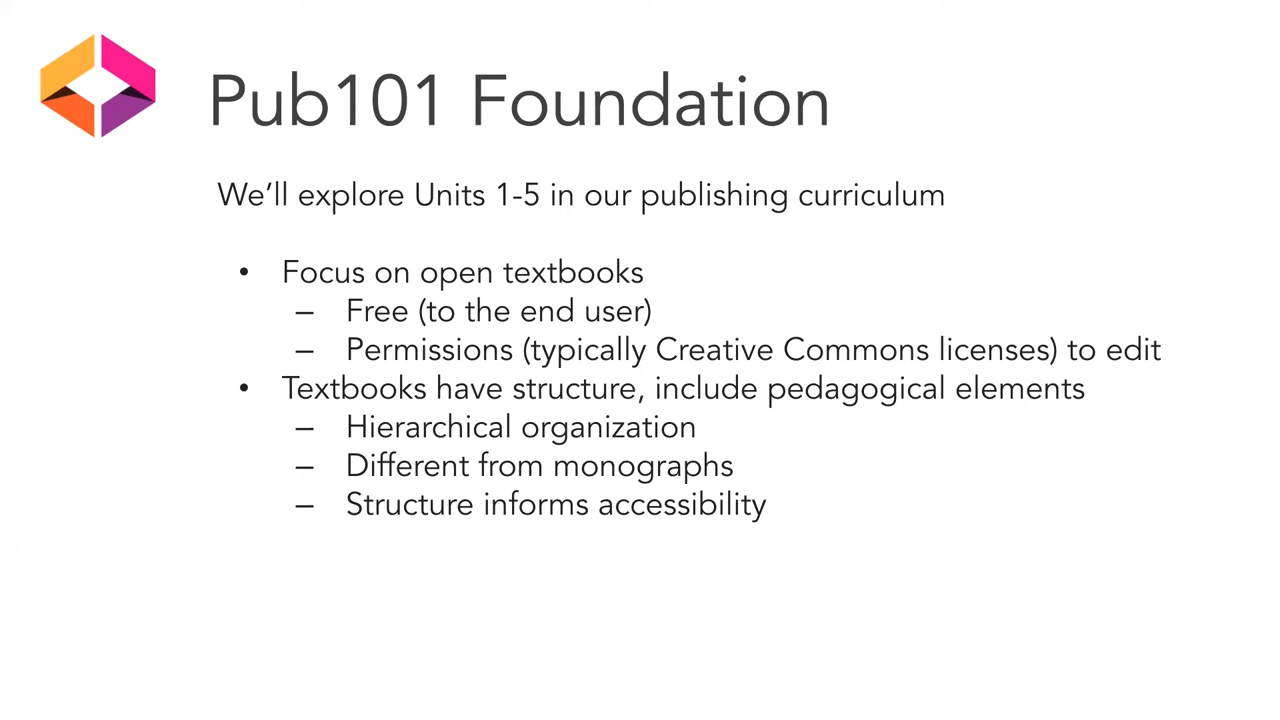 Pub101 Foundation
We’ll explore Units 1-5 in our publishing curriculum
• Focus on open textbooks
– Free (to the end user)
– Permissions (typically Creative Commons licenses) to edit
• Textbooks have structure, include pedagogical elements
– Hierarchical organization
– Different from monographs
– Structure informs accessibility